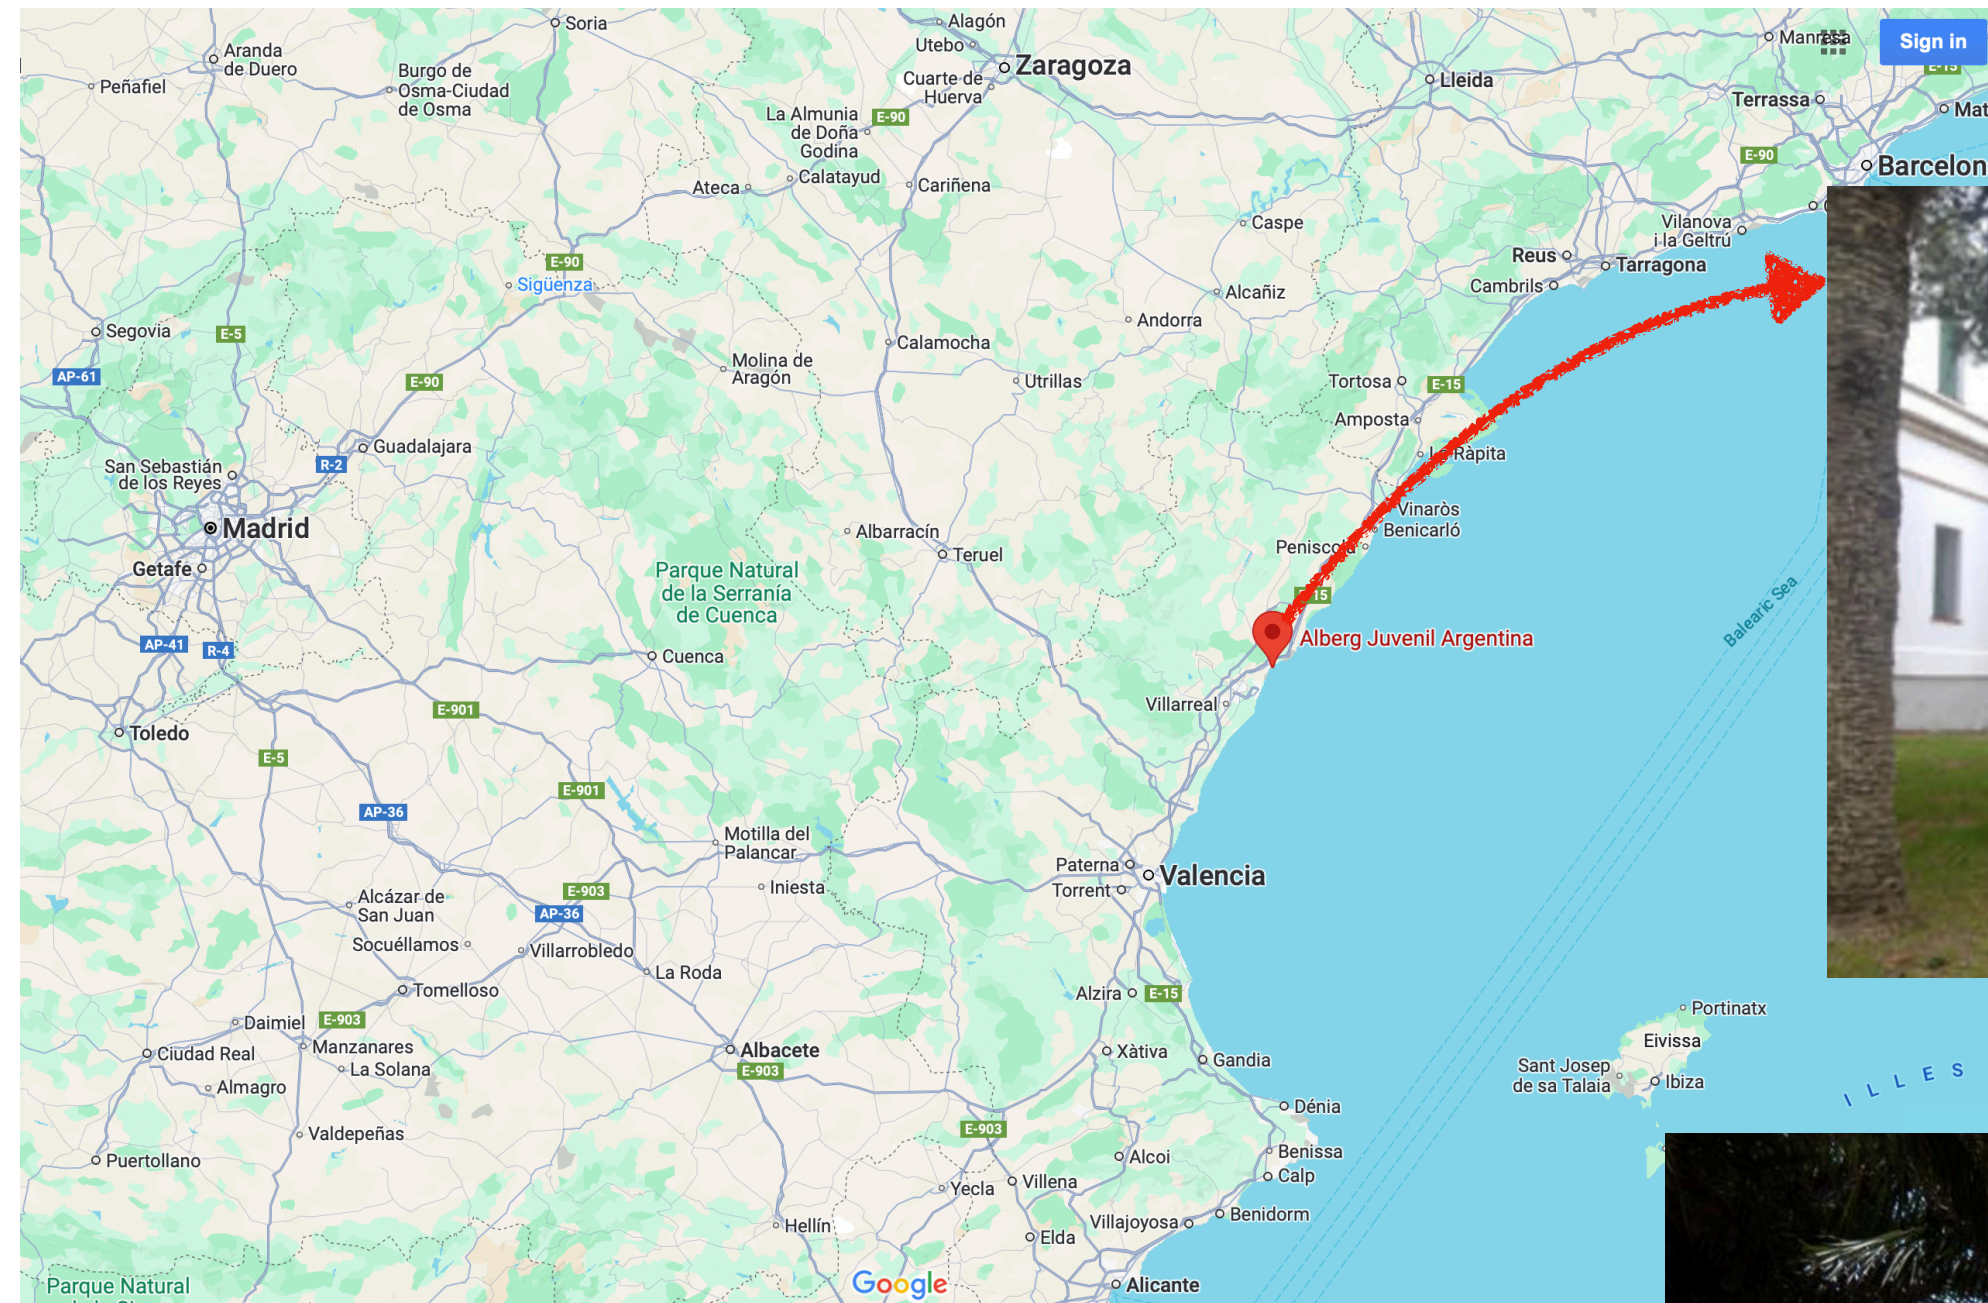 Soria
Alagón
Utebo
Zaragoza
Cuarte de
Huerva
Aranda
de Duero
Peñafiel
Burgo de
Osma-Ciudad
de Osma
La Almunia
de Doña
Godina
E-90
Lleida
Manresa
Sign in
E-15
Terrassa
Mat
E-90
Barcelon
Ateca
Calatayud
Cariñena
Caspe
Vilanova
i la Geltrú
Reus
Tarragona
Cambrils
E-90
Sigüenza
Alcañiz
Andorra
Segovia
E-5
AP-61
E-90
Calamocha
Molina de
Aragón
Utrillas
Tortosa
E-15
Amposta
La Ràpita
Guadalajara
R-2
San Sebastián
de los Reyes
Madrid
Getafe
Vinaròs
Benicarló
Peniscola
Albarracín
Teruel
Parque Natural
de la Serranía
de Cuenca
E-15
Balearic Sea
Alberg Juvenil Argentina
AP-41
R-4
Cuenca
Villarreal
E-901
Toledo
E-5
E-901
AP-36
Motilla del
Palancar
Paterna
Valencia
Torrent
Iniesta
E-903
AP-36
Alcázar de
San Juan
Socuéllamos
Villarrobledo
La Roda
Tomelloso
Alzira
E-15
Portinatx
Eivissa
Sant Josep
de sa Talaia
Ibiza
ILLES
Daimiel
E-903
Ciudad Real
Manzanares
La Solana
Almagro
Albacete
E-903
Xàtiva
Gandia
Dénia
E-903
Valdepeñas
Puertollano
Alcoi
Benissa
Calp
Yecla
Villena
Hellín
Villajoyosa
Benidorm
Elda
Alicante
Google
Parque Natural